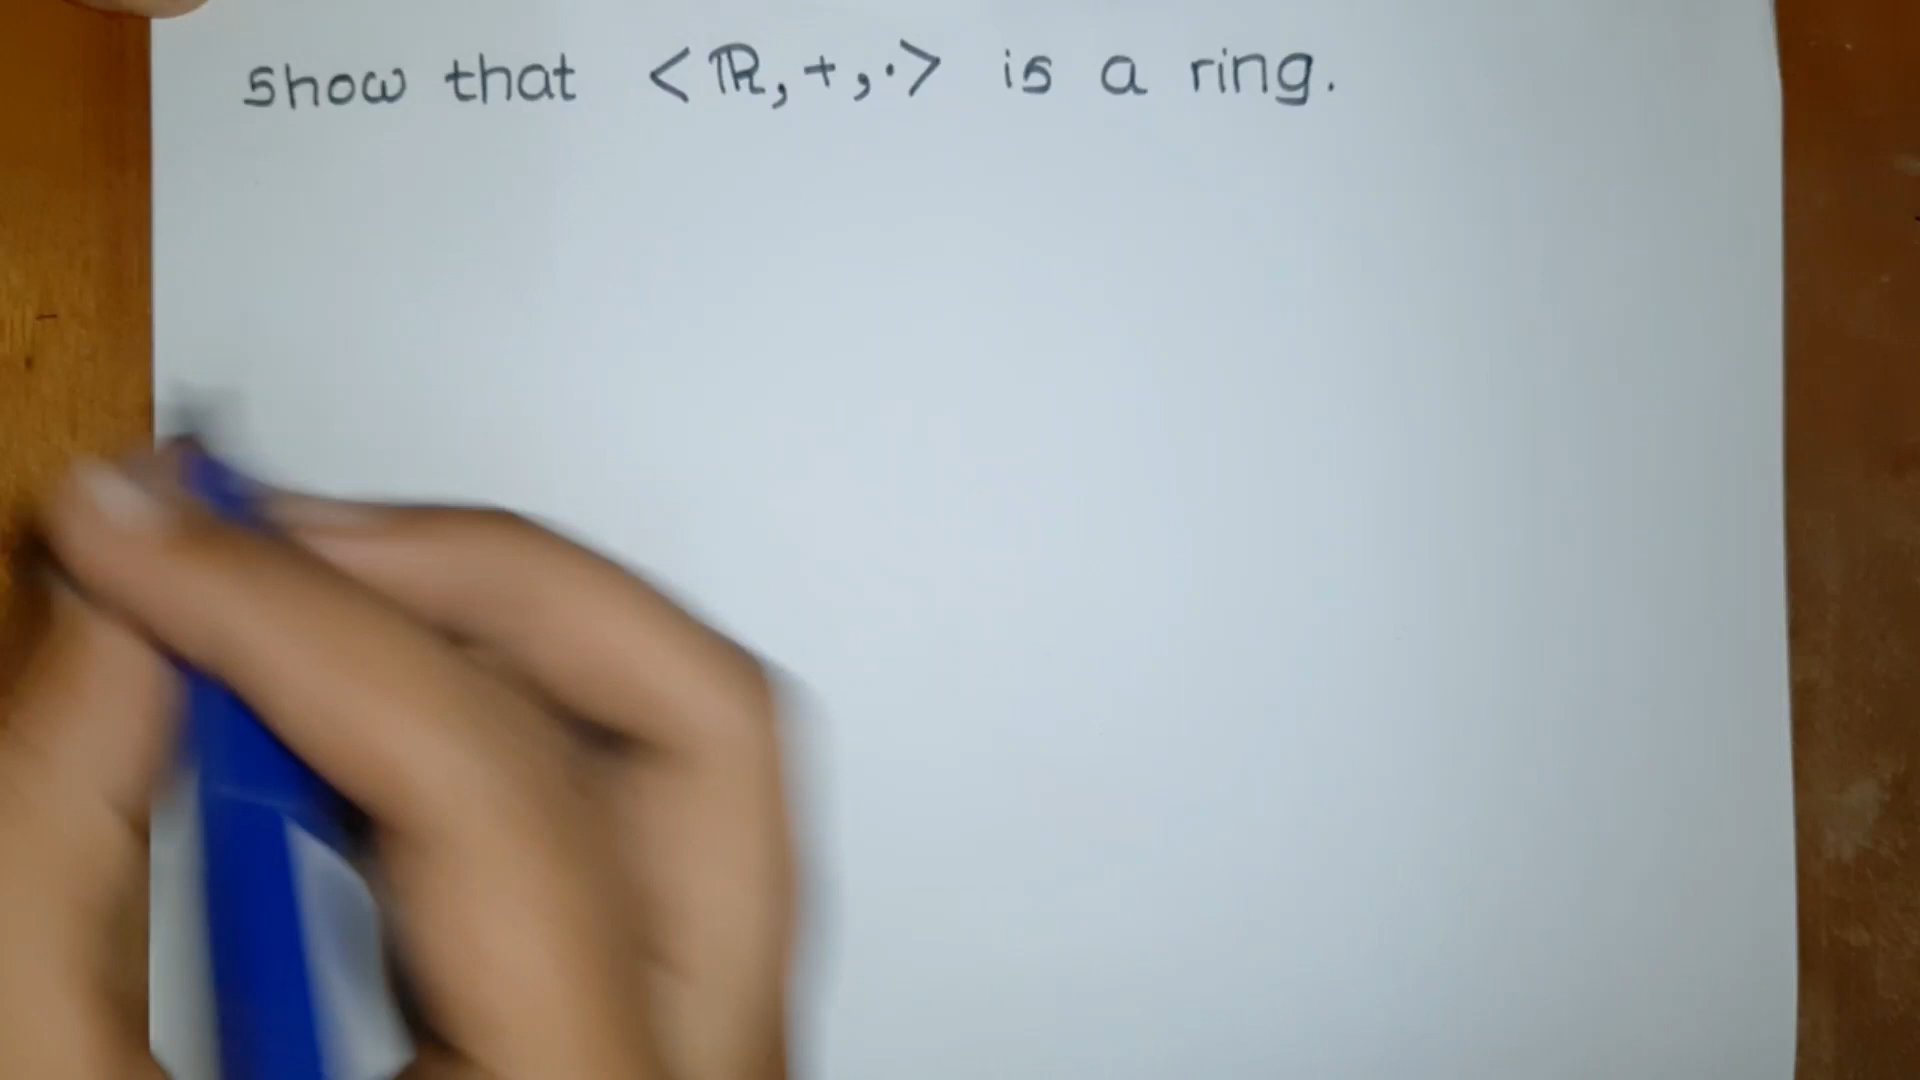 Show that <ℝ, +, ·> is a ring.